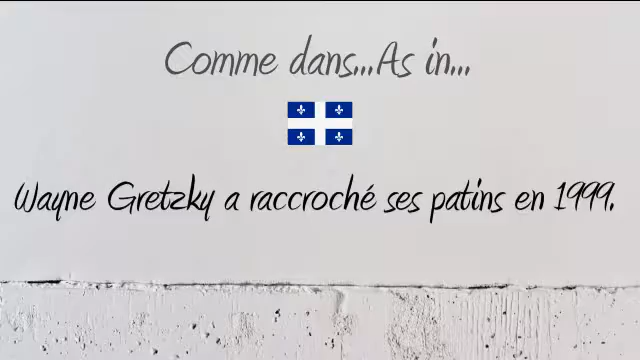 Comme dans...As in...
Wayne Gretzky a raccroché ses patins en 1999.